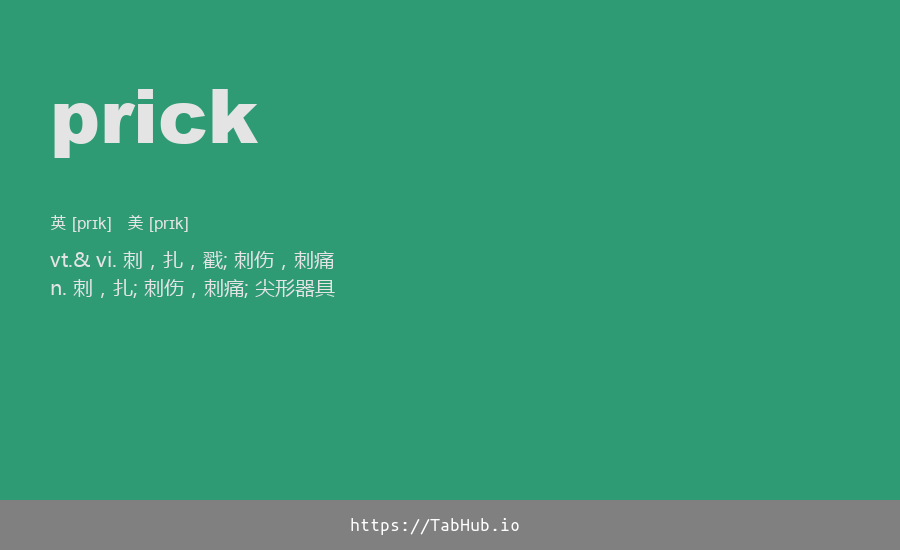 prick
英 [prɪk]  美 [prɪk]
vt.& vi. 刺，扎，戳; 刺伤，刺痛
n. 刺，扎; 刺伤，刺痛; 尖形器具
https://TabHub.io